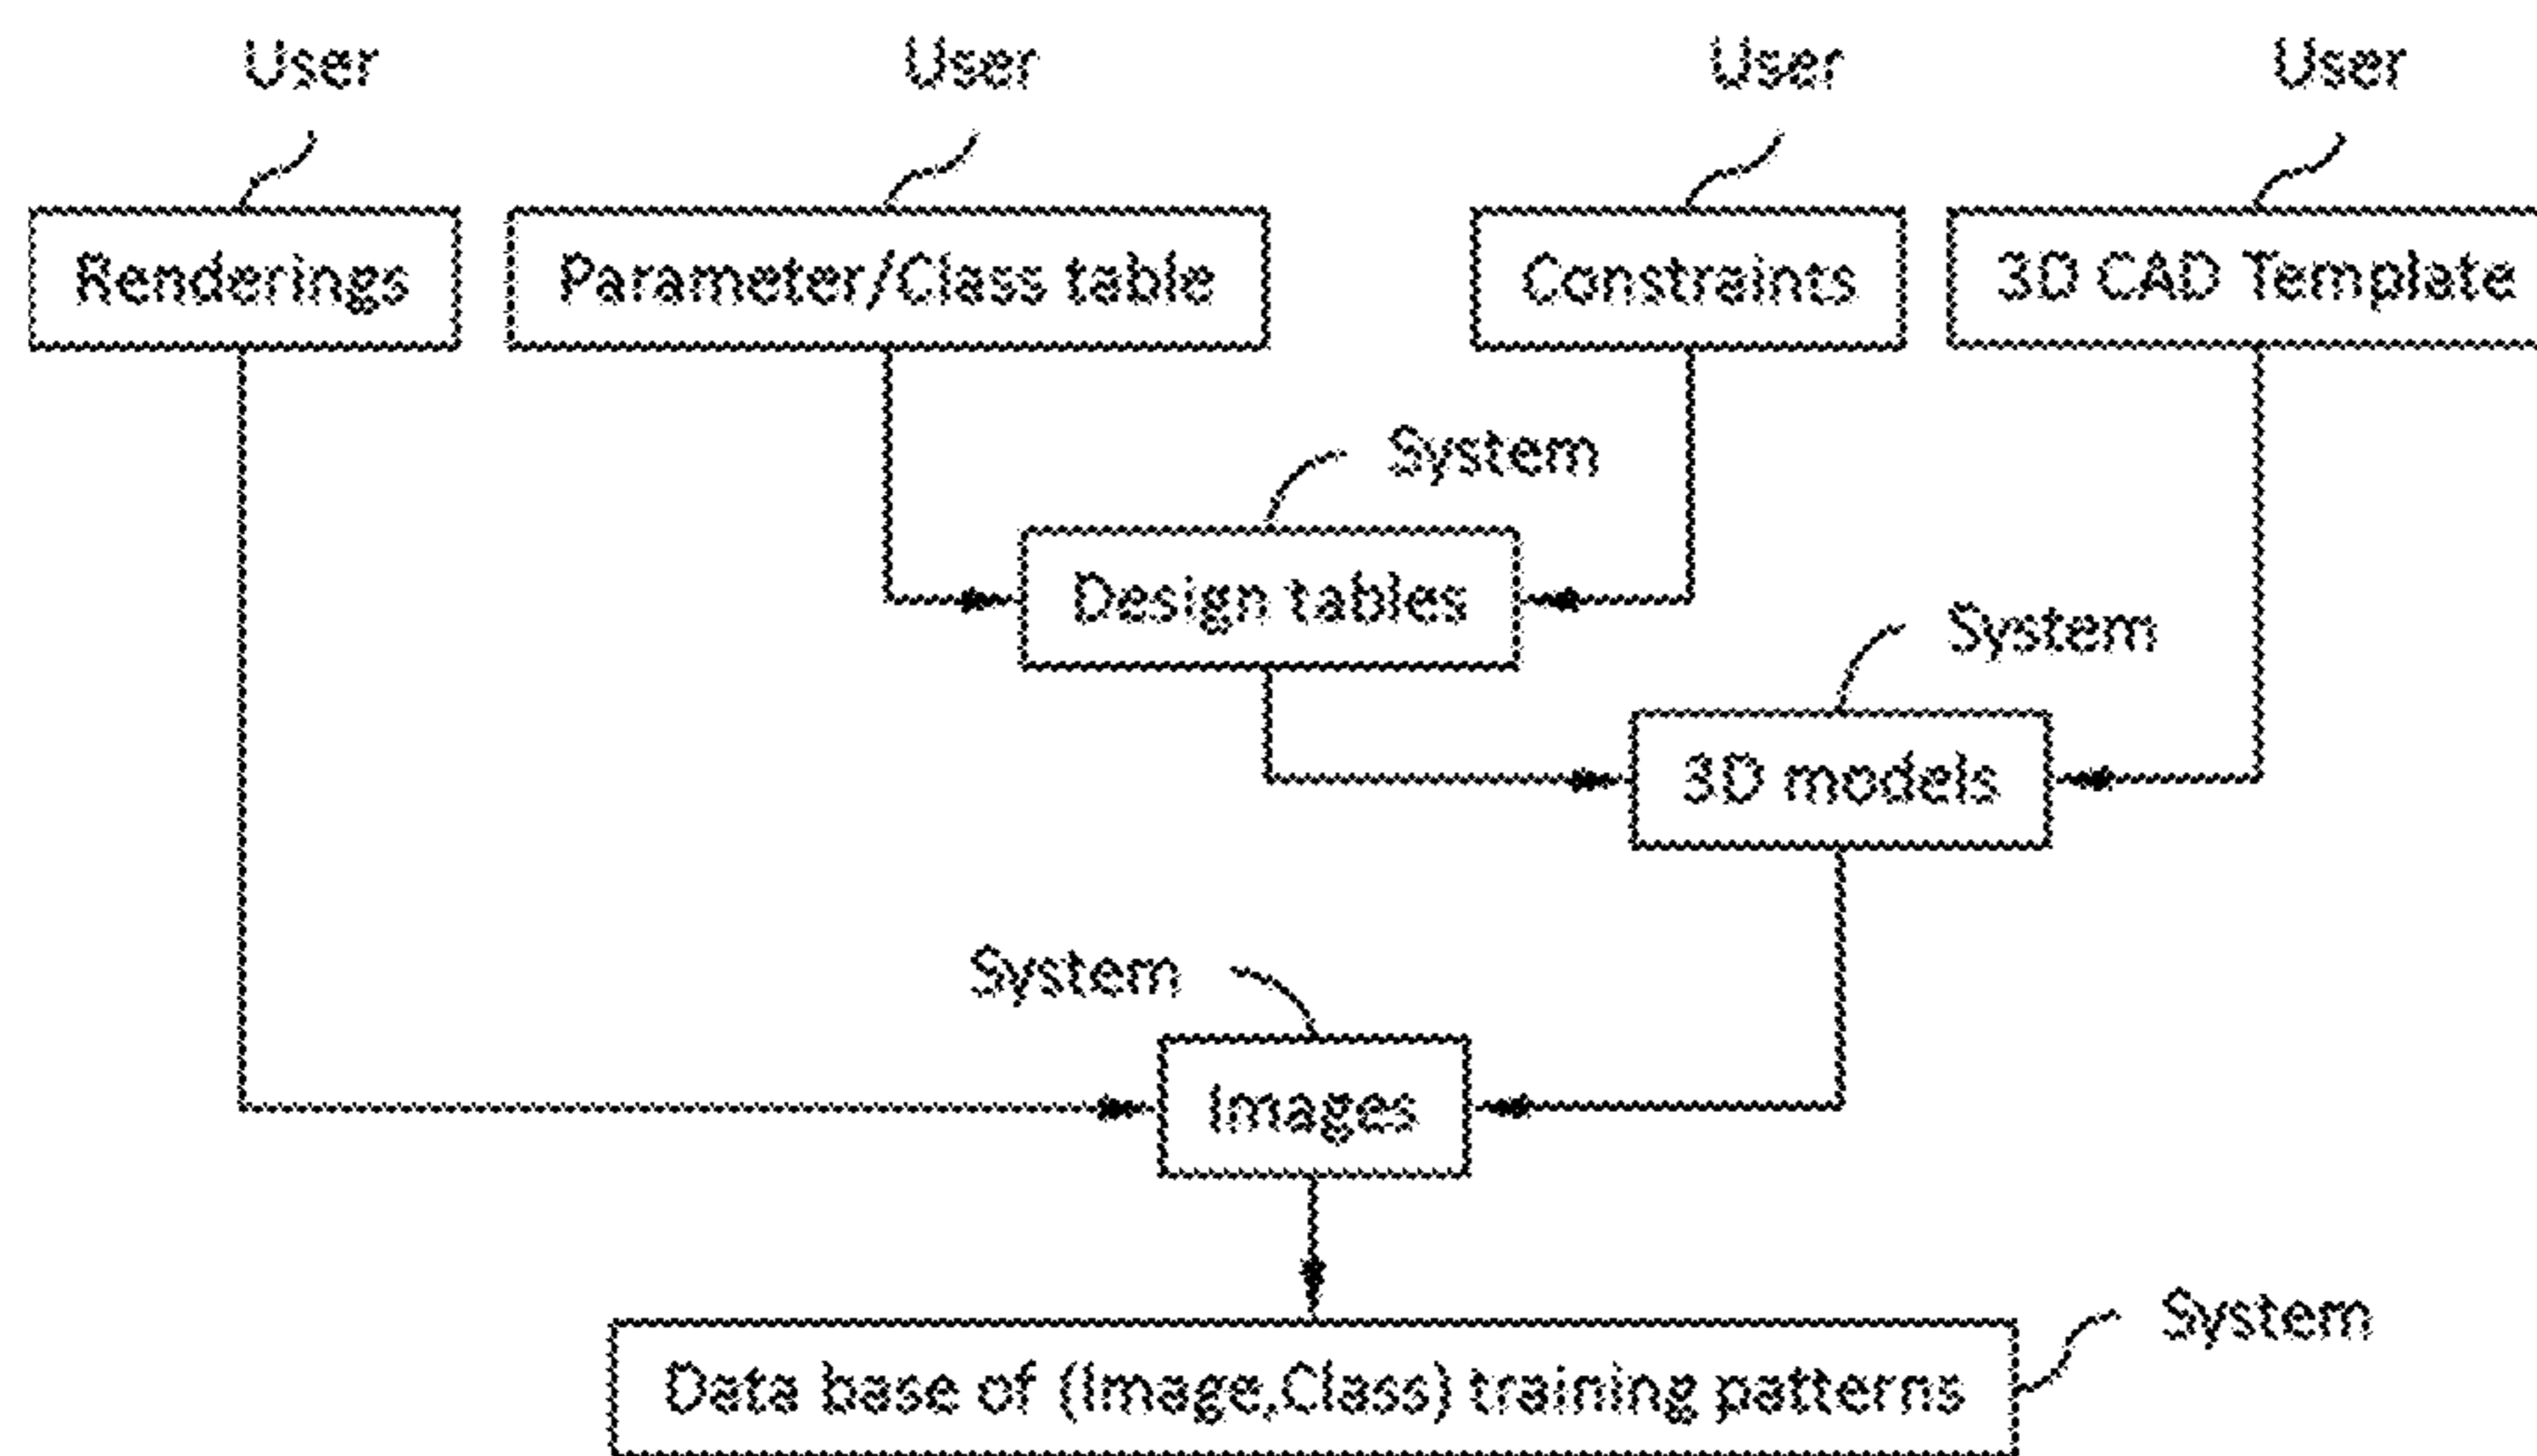 User
User
User
User
Renderings
Parameter/Class table
Constraints
3D CAD Template
System
Design tables
System
3D models
System
Images
System
Data base of (Image,Class) training patterns